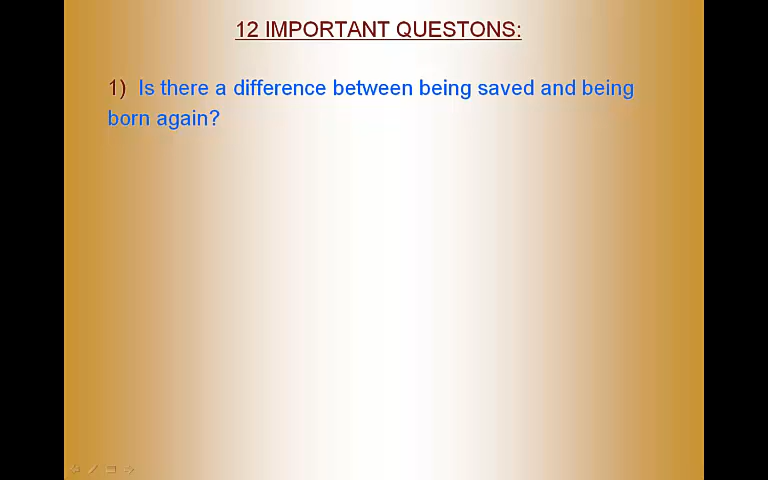 12 IMPORTANT QUESTONS:
1) Is there a difference between being saved and being
born again?